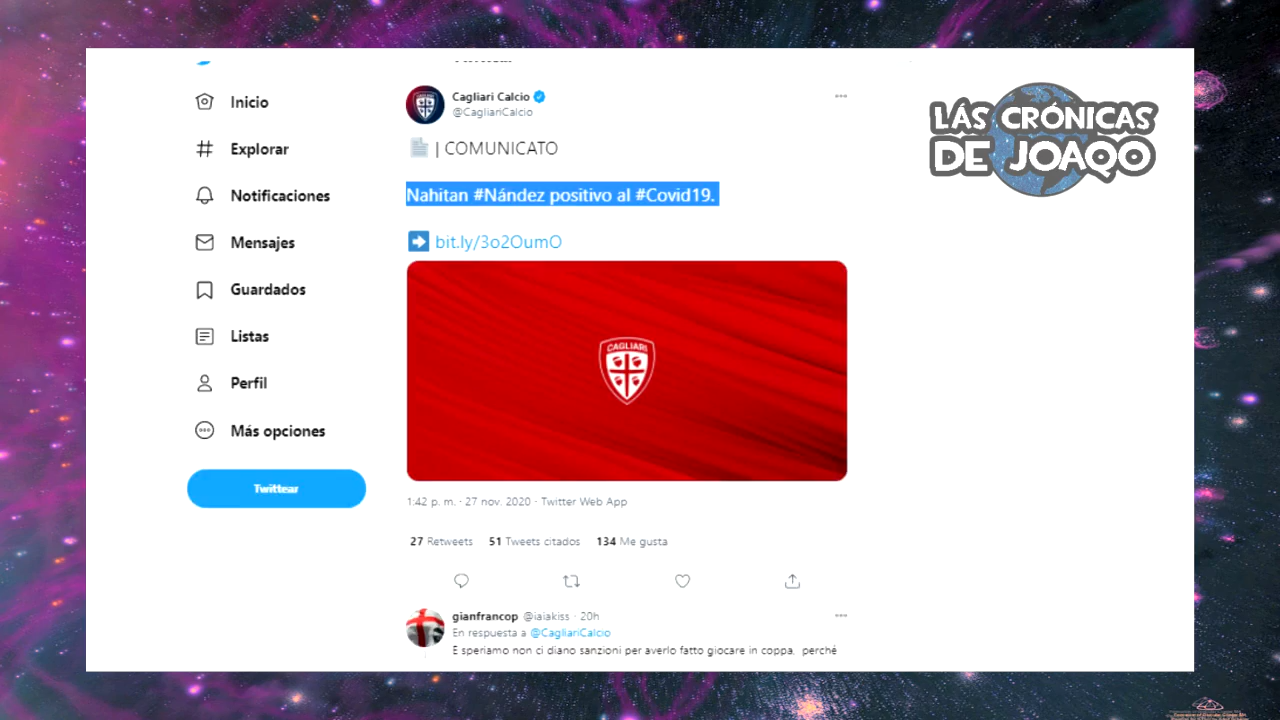 Inicio
Explorar
Notificaciones
Mensajes
Guardados
Listas
Perfil
Más opciones
Twittear
Cagliari Calcio
@CagliariCalcio
| COMUNICATO
Nahitan #Nández positivo al #Covid19.
bit.ly/3o2OumO
CAGLIARI
1:42 p. m. · 27 nov. 2020 · Twitter Web App
27 Retweets 51 Tweets citados 134 Me gusta
gianfrancop @iaiakiss · 20h
En respuesta a @CagliariCalcio
E speriamo non ci diano sanzioni per averlo fatto giocare in coppa, perché
LÁS CRÓNICAS
DE JOAQO